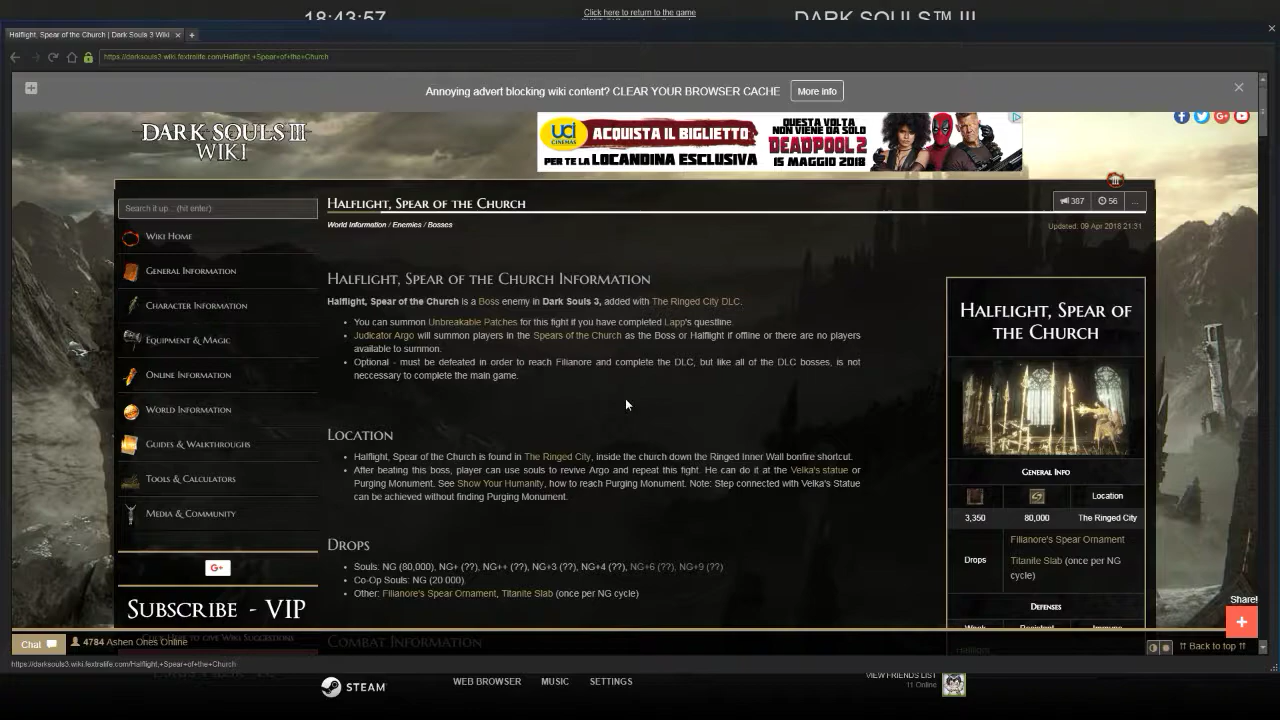 18:43:57
Click here to return to the game
DARK SOULS™ III
Halflight, Spear of the Church | Dark Souls 3 Wiki
https://darksouls3.wiki.fextralife.com/Halflight,+Spear+of+the+Church
Annoying advert blocking wiki content? CLEAR YOUR BROWSER CACHE
More info
DARK SOULS III
WIKI
uci
CINEMAS
ACQUISTA IL BIGLIETTO
PER TE LA LOCANDINA ESCLUSIVA
QUESTA VOLTA
NON VIENE DA SOLO
DEADPOOL 2
15 MAGGIO 2018
Search it up... (hit enter)
Wiki Home
General Information
Character Information
Equipment & Magic
Online Information
World Information
Guides & Walkthroughs
Tools & Calculators
Media & Community
G+
Subscribe - VIP
Click Here to give Wiki Suggestions
Halflight, Spear of the Church
387
56
...
World Information / Enemies / Bosses
Updated: 09 Apr 2018 21:31
Halflight, Spear of the Church Information
Halflight, Spear of the Church is a Boss enemy in Dark Souls 3, added with The Ringed City DLC.
• You can summon Unbreakable Patches for this fight if you have completed Lapp's questline.
• Judicator Argo will summon players in the Spears of the Church as the Boss or Halflight if offline or there are no players
available to summon.
• Optional - must be defeated in order to reach Filianore and complete the DLC, but like all of the DLC bosses, is not
neccessary to complete the main game.
Location
• Halflight, Spear of the Church is found in The Ringed City, inside the church down the Ringed Inner Wall bonfire shortcut.
• After beating this boss, player can use souls to revive Argo and repeat this fight. He can do it at the Velka's statue or
Purging Monument. See Show Your Humanity, how to reach Purging Monument. Note: Step connected with Velka's Statue
can be achieved without finding Purging Monument.
Drops
• Souls: NG (80,000), NG+ (??), NG++ (??), NG+3 (??), NG+4 (??), NG+6 (??), NG+9 (??)
• Co-Op Souls: NG (20 000).
• Other: Filianore's Spear Ornament, Titanite Slab (once per NG cycle)
Combat Information
Halflight, Spear of
the Church
General Info
Location
3,350
80,000
The Ringed City
Drops
Filianore's Spear Ornament
Titanite Slab (once per NG
cycle)
Defenses
Weak
Resistant
Immune
Share!
+
Chat
4784 Ashen Ones Online
⇈ Back to top ⇈
https://darksouls3.wiki.fextralife.com/Halflight,+Spear+of+the+Church
STEAM
WEB BROWSER
MUSIC
SETTINGS
VIEW FRIENDS LIST
11 Online